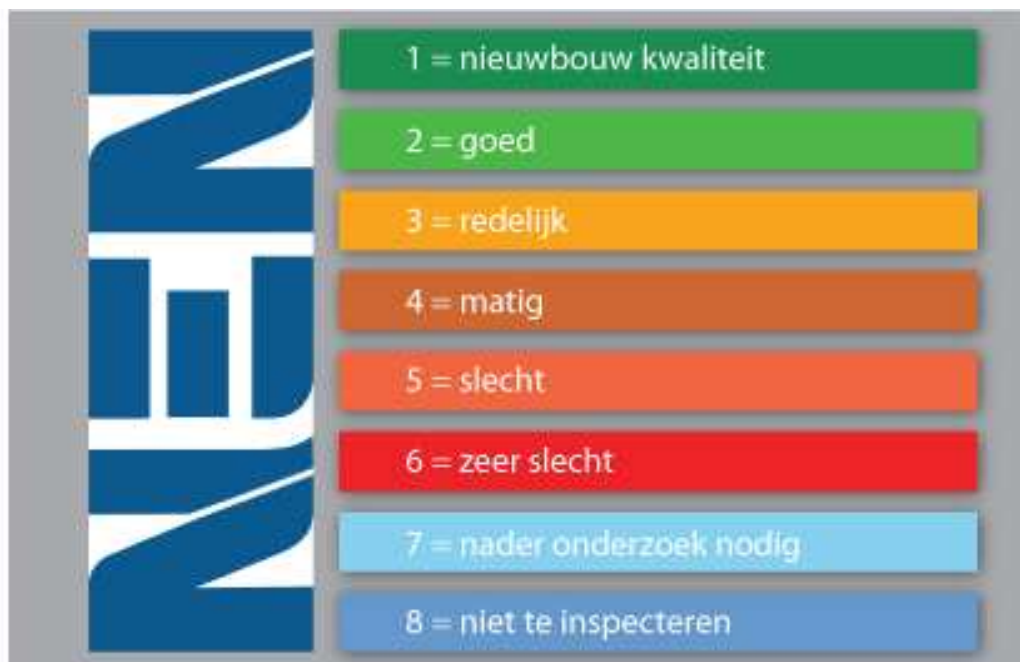 NEN
1 = nieuwbouw kwaliteit
2 = goed
3 = redelijk
4 = matig
5 = slecht
6 = zeer slecht
7 = nader onderzoek nodig
8 = niet te inspecteren